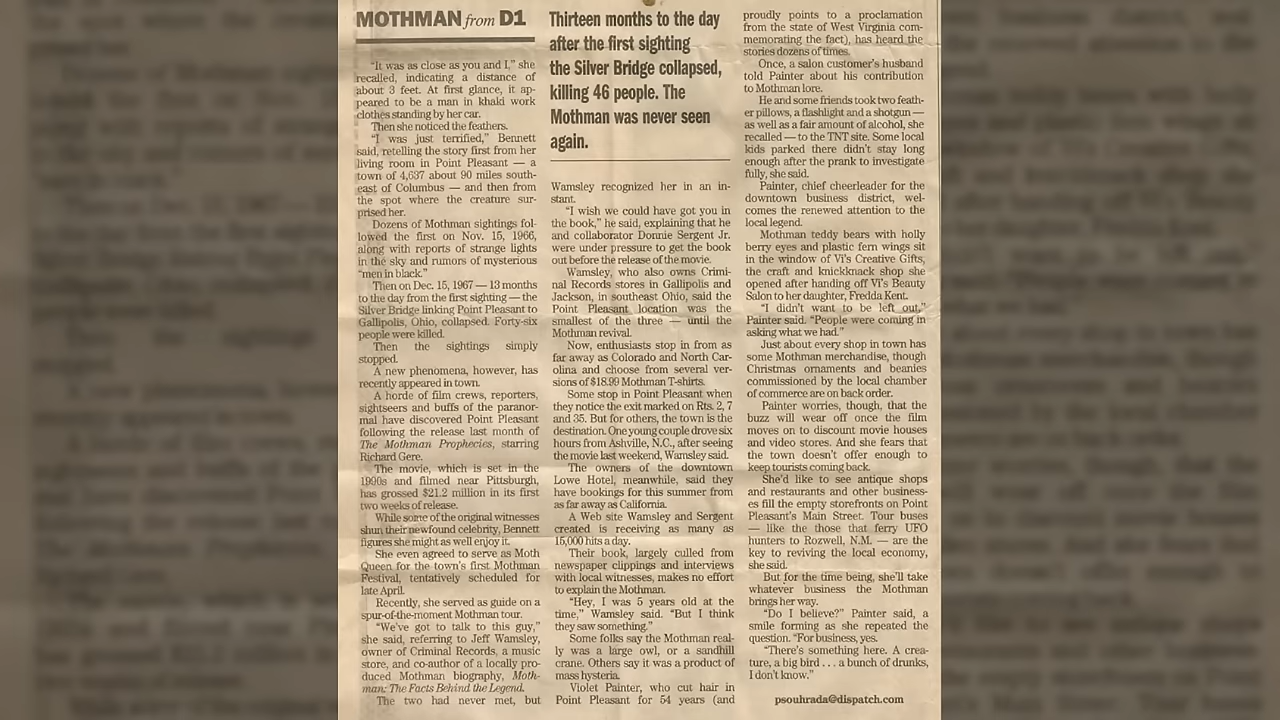 MOTHMAN from D1
"It was as close as you and I," she
recalled, indicating a distance of
about 3 feet. At first glance, it ap-
peared to be a man in khaki work
clothes standing by her car.
Then she noticed the feathers.
"I was just terrified," Bennett
said, retelling the story first from her
living room in Point Pleasant — a
town of 4,637 about 90 miles south-
east of Columbus — and then from
the spot where the creature sur-
prised her.
Dozens of Mothman sightings fol-
lowed the first on Nov. 15, 1966,
along with reports of strange lights
in the sky and rumors of mysterious
"men in black."
Then on Dec. 15, 1967 — 13 months
to the day from the first sighting — the
Silver Bridge linking Point Pleasant to
Gallipolis, Ohio, collapsed. Forty-six
people were killed.
Then the sightings simply
stopped.
A new phenomena, however, has
recently appeared in town.
A horde of film crews, reporters,
sightseers and buffs of the paranor-
mal have discovered Point Pleasant
following the release last month of
The Mothman Prophecies, starring
Richard Gere.
The movie, which is set in the
1990s and filmed near Pittsburgh,
has grossed $21.2 million in its first
two weeks of release.
While some of the original witnesses
shun their newfound celebrity, Bennett
figures she might as well enjoy it.
She even agreed to serve as Moth
Queen for the town's first Mothman
Festival, tentatively scheduled for
late April.
Recently, she served as guide on a
spur-of-the-moment Mothman tour.
"We've got to talk to this guy,"
she said, referring to Jeff Wamsley,
owner of Criminal Records, a music
store, and co-author of a locally pro-
duced Mothman biography, Moth-
man: The Facts Behind the Legend.
The two had never met, but
Thirteen months to the day
after the first sighting
the Silver Bridge collapsed,
killing 46 people. The
Mothman was never seen
again.
Wamsley recognized her in an in-
stant.
"I wish we could have got you in
the book," he said, explaining that he
and collaborator Donnie Sergent Jr.
were under pressure to get the book
out before the release of the movie.
Wamsley, who also owns Crimi-
nal Records stores in Gallipolis and
Jackson, in southeast Ohio, said the
Point Pleasant location was the
smallest of the three — until the
Mothman revival.
Now, enthusiasts stop in from as
far away as Colorado and North Car-
olina and choose from several ver-
sions of $18.99 Mothman T-shirts.
Some stop in Point Pleasant when
they notice the exit marked on Rts. 2, 7
and 35. But for others, the town is the
destination. One young couple drove six
hours from Ashville, N.C., after seeing
the movie last weekend, Wamsley said.
The owners of the downtown
Lowe Hotel, meanwhile, said they
have bookings for this summer from
as far away as California.
A Web site Wamsley and Sergent
created is receiving as many as
15,000 hits a day.
Their book, largely culled from
newspaper clippings and interviews
with local witnesses, makes no effort
to explain the Mothman.
"Hey, I was 5 years old at the
time," Wamsley said. "But I think
they saw something."
Some folks say the Mothman real-
ly was a large owl, or a sandhill
crane. Others say it was a product of
mass hysteria.
Violet Painter, who cut hair in
Point Pleasant for 54 years (and
proudly points to a proclamation
from the state of West Virginia com-
memorating the fact), has heard the
stories dozens of times.
Once, a salon customer's husband
told Painter about his contribution
to Mothman lore.
He and some friends took two feath-
er pillows, a flashlight and a shotgun —
as well as a fair amount of alcohol, she
recalled — to the TNT site. Some local
kids parked there didn't stay long
enough after the prank to investigate
fully, she said.
Painter, chief cheerleader for the
downtown business district, wel-
comes the renewed attention to the
local legend.
Mothman teddy bears with holly
berry eyes and plastic fern wings sit
in the window of Vi's Creative Gifts,
the craft and knickknack shop she
opened after handing off Vi's Beauty
Salon to her daughter, Fredda Kent.
"I didn't want to be left out,"
Painter said. "People were coming in
asking what we had."
Just about every shop in town has
some Mothman merchandise, though
Christmas ornaments and beanies
commissioned by the local chamber
of commerce are on back order.
Painter worries, though, that the
buzz will wear off once the film
moves on to discount movie houses
and video stores. And she fears that
the town doesn't offer enough to
keep tourists coming back.
She'd like to see antique shops
and restaurants and other business-
es fill the empty storefronts on Point
Pleasant's Main Street. Tour buses
— like the those that ferry UFO
hunters to Rozwell, N.M. — are the
key to reviving the local economy,
she said.
But for the time being, she'll take
whatever business the Mothman
brings her way.
"Do I believe?" Painter said, a
smile forming as she repeated the
question. "For business, yes.
"There's something here. A crea-
ture, a big bird . . . a bunch of drunks,
I don't know."
psouhrada@dispatch.com